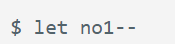 $ let no1--